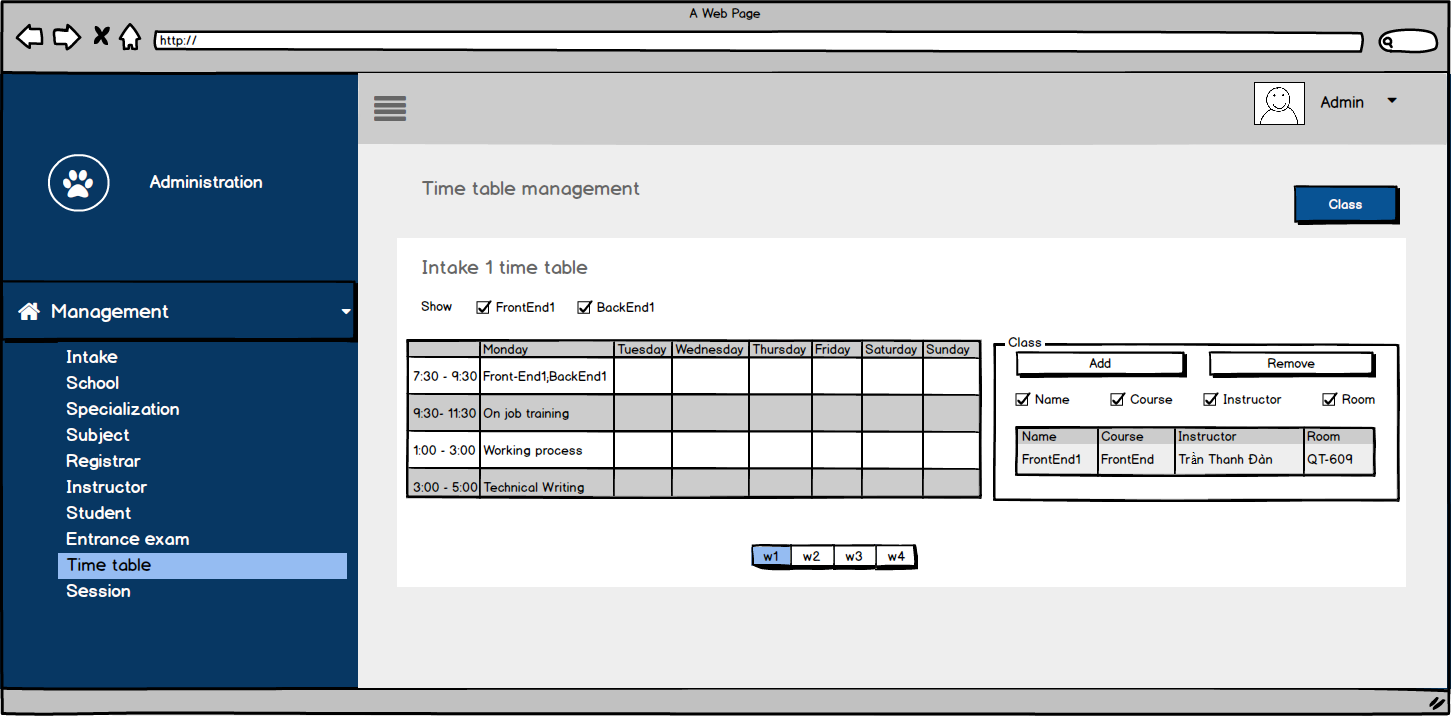 A Web Page
http://
Admin
Administration
Time table management
Class
Management
Intake
School
Specialization
Subject
Registrar
Instructor
Student
Entrance exam
Time table
Session
Intake 1 time table
Show FrontEnd1 BackEnd1
Monday Tuesday Wednesday Thursday Friday Saturday Sunday
7:30 - 9:30 Front-End1;BackEnd1
9:30- 11:30 On job training
1:00 - 3:00 Working process
3:00 - 5:00 Technical Writing
Class
Add Remove
Name Course Instructor Room
Name Course Instructor Room
FrontEnd1 FrontEnd Trần Thanh Đàn QT-609
w1 w2 w3 w4